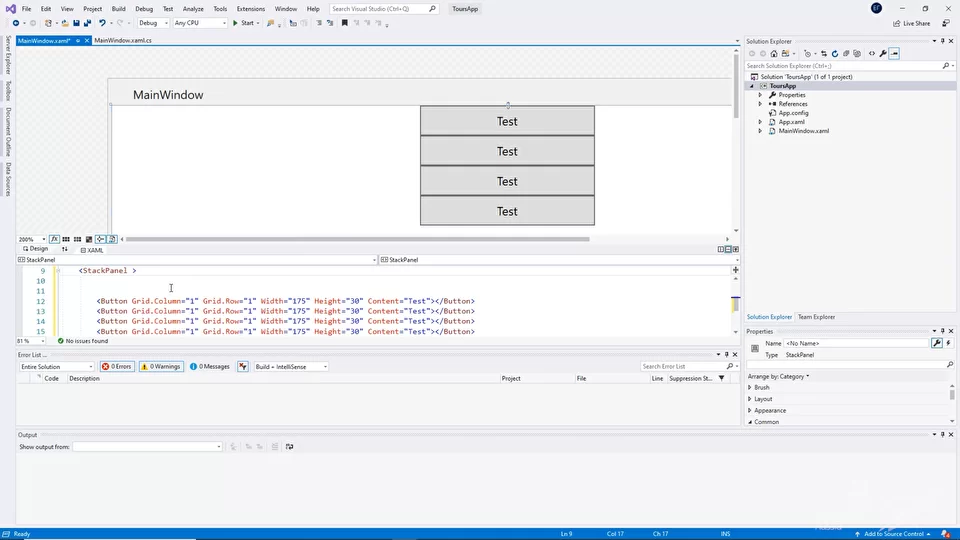 File Edit View Project Build Debug Test Analyze Tools Extensions Window Help Search Visual Studio (Ctrl+Q) ToursApp
Debug Any CPU Start Live Share
MainWindow.xaml* MainWindow.xaml.cs
Server Explorer
Toolbox
Document Outline
Data Sources
MainWindow
Test
Test
Test
Test
200%
Design XAML
StackPanel StackPanel
9 <StackPanel >
10
11
12 <Button Grid.Column="1" Grid.Row="1" Width="175" Height="30" Content="Test"></Button>
13 <Button Grid.Column="1" Grid.Row="1" Width="175" Height="30" Content="Test"></Button>
14 <Button Grid.Column="1" Grid.Row="1" Width="175" Height="30" Content="Test"></Button>
15 <Button Grid.Column="1" Grid.Row="1" Width="175" Height="30" Content="Test"></Button>
81 % No issues found
Error List ...
Entire Solution 0 Errors 0 Warnings 0 Messages Build + IntelliSense Search Error List
Code Description Project File Line Suppression St...
Output
Show output from:
Solution Explorer
Search Solution Explorer (Ctrl+;)
Solution 'ToursApp' (1 of 1 project)
ToursApp
Properties
References
App.config
App.xaml
MainWindow.xaml
Solution Explorer Team Explorer
Properties
Name <No Name>
Type StackPanel
Arrange by: Category
Brush
Layout
Appearance
Common
Ready Ln 9 Col 17 Ch 17 INS Add to Source Control